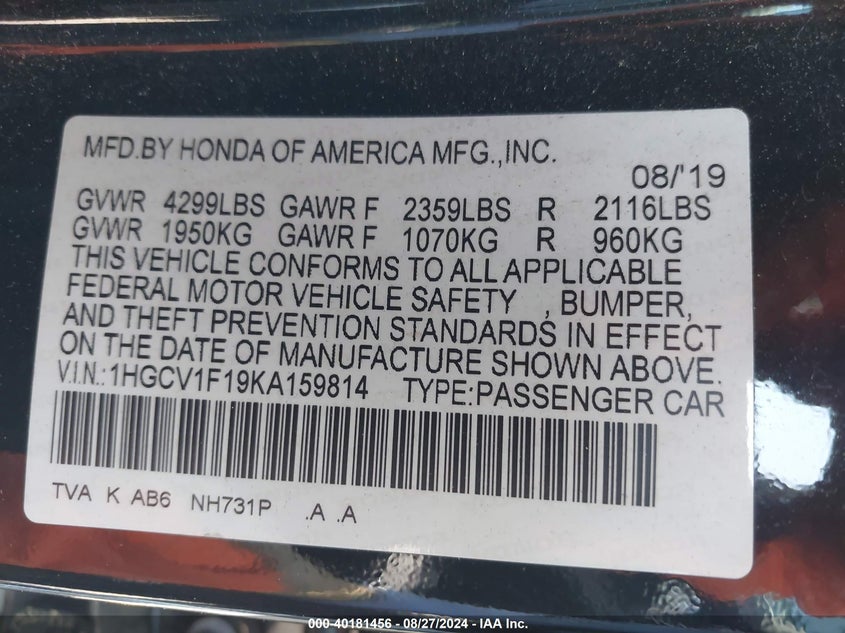 MFD.BY HONDA OF AMERICA MFG.,INC.
08/'19
GVWR 4299LBS GAWR F 2359LBS R 2116LBS
GVWR 1950KG GAWR F 1070KG R 960KG
THIS VEHICLE CONFORMS TO ALL APPLICABLE
FEDERAL MOTOR VEHICLE SAFETY , BUMPER,
AND THEFT PREVENTION STANDARDS IN EFFECT
ON THE DATE OF MANUFACTURE SHOWN ABOVE.
V.I.N.:1HGCV1F19KA159814 TYPE:PASSENGER CAR
TVA K AB6 NH731P .A .A
000-40181456 - 08/27/2024 - IAA Inc.